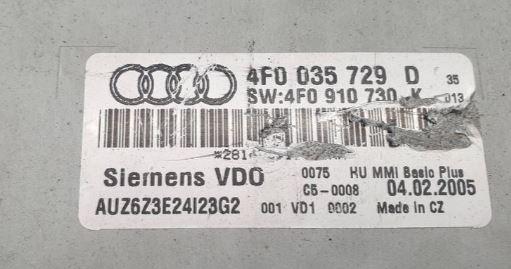 4F0 035 729 D 35
SW:4F0 910 730 K 013
*281
Siemens VDO 0075 HU MMI Basic Plus
C5-0008 04.02.2005
AUZ6Z3E24I23G2 001 VD1 0002 Made in CZ